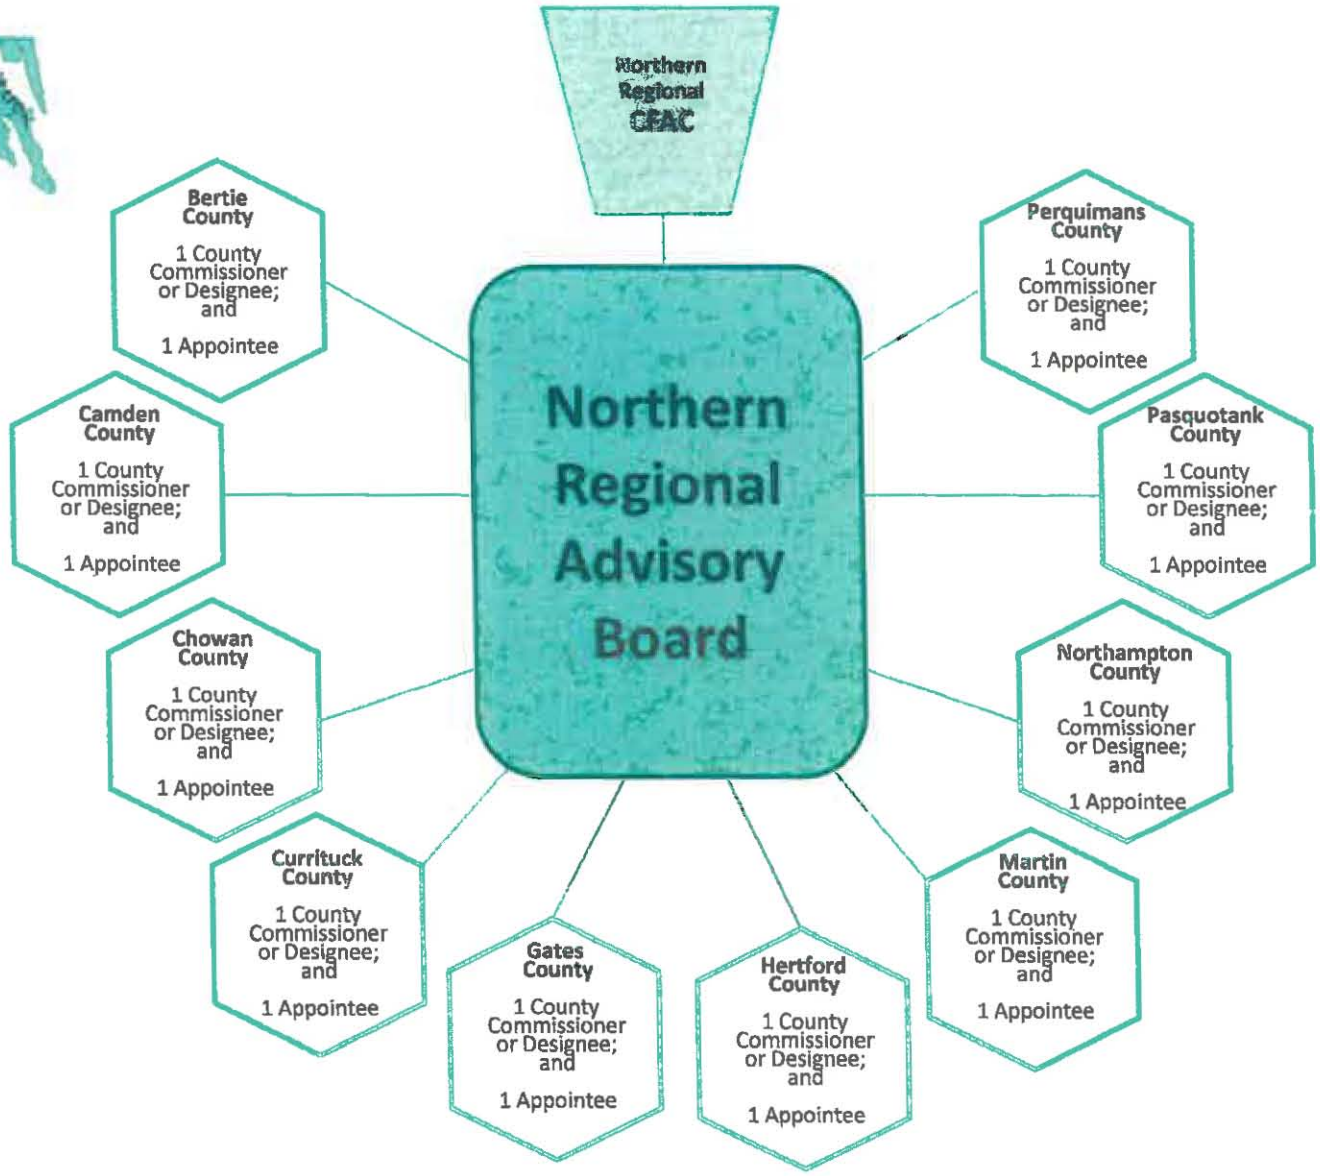 Northern
Regional
CFAC
Bertie
County
1 County
Commissioner
or Designee;
and
1 Appointee
Perquimans
County
1 County
Commissioner
or Designee;
and
1 Appointee
Camden
County
1 County
Commissioner
or Designee;
and
1 Appointee
Northern
Regional
Advisory
Board
Pasquotank
County
1 County
Commissioner
or Designee;
and
1 Appointee
Chowan
County
1 County
Commissioner
or Designee;
and
1 Appointee
Northampton
County
1 County
Commissioner
or Designee;
and
1 Appointee
Currituck
County
1 County
Commissioner
or Designee;
and
1 Appointee
Gates
County
1 County
Commissioner
or Designee;
and
1 Appointee
Hertford
County
1 County
Commissioner
or Designee;
and
1 Appointee
Martin
County
1 County
Commissioner
or Designee;
and
1 Appointee